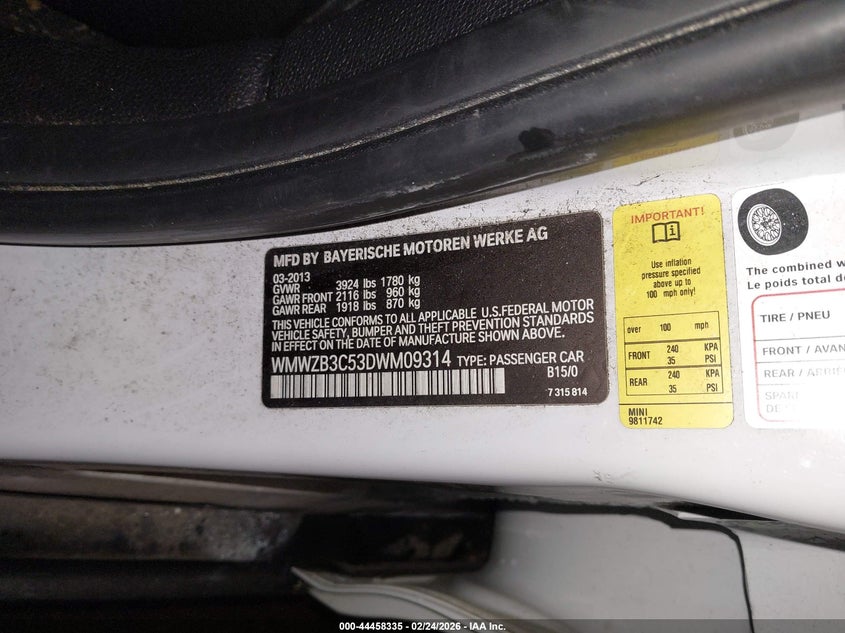 MFD BY BAYERISCHE MOTOREN WERKE AG
03-2013
GVWR 3924 lbs 1780 kg
GAWR FRONT 2116 lbs 960 kg
GAWR REAR 1918 lbs 870 kg
THIS VEHICLE CONFORMS TO ALL APPLICABLE U.S.FEDERAL MOTOR
VEHICLE SAFETY, BUMPER AND THEFT PREVENTION STANDARDS
IN EFFECT ON THE DATE OF MANUFACTURE SHOWN ABOVE.
WMWZB3C53DWM09314 TYPE: PASSENGER CAR
B15/0
7 315 814
IMPORTANT!
Use inflation
pressure specified
above up to
100 mph only!
over 100 mph
FRONT 240 KPA
35 PSI
REAR 240 KPA
35 PSI
MINI
9811742
The combined w
Le poids total de
TIRE / PNEU
FRONT / AVAN
REAR / ARRIÈR
SPAR
DE
000-44458335 - 02/24/2026 - IAA Inc.